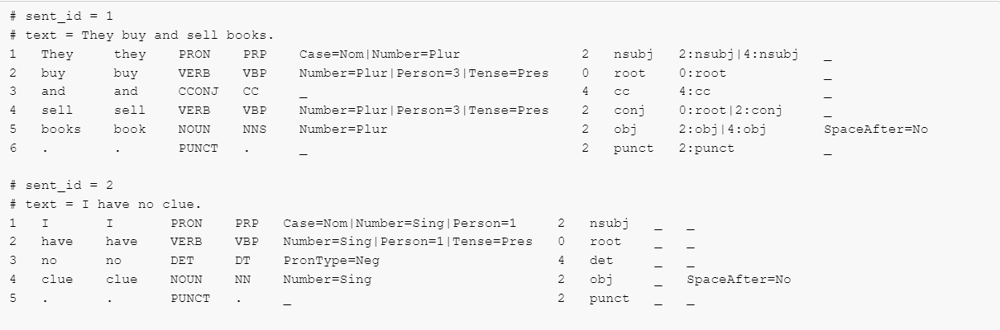 # sent_id = 1
# text = They buy and sell books.
1 They they PRON PRP Case=Nom|Number=Plur 2 nsubj 2:nsubj|4:nsubj _
2 buy buy VERB VBP Number=Plur|Person=3|Tense=Pres 0 root 0:root _
3 and and CCONJ CC _ 4 cc 4:cc _
4 sell sell VERB VBP Number=Plur|Person=3|Tense=Pres 2 conj 0:root|2:conj _
5 books book NOUN NNS Number=Plur 2 obj 2:obj|4:obj SpaceAfter=No
6 . . PUNCT . _ 2 punct 2:punct _
# sent_id = 2
# text = I have no clue.
1 I I PRON PRP Case=Nom|Number=Sing|Person=1 2 nsubj _ _
2 have have VERB VBP Number=Sing|Person=1|Tense=Pres 0 root _ _
3 no no DET DT PronType=Neg 4 det _ _
4 clue clue NOUN NN Number=Sing 2 obj _ SpaceAfter=No
5 . . PUNCT . _ 2 punct _ _